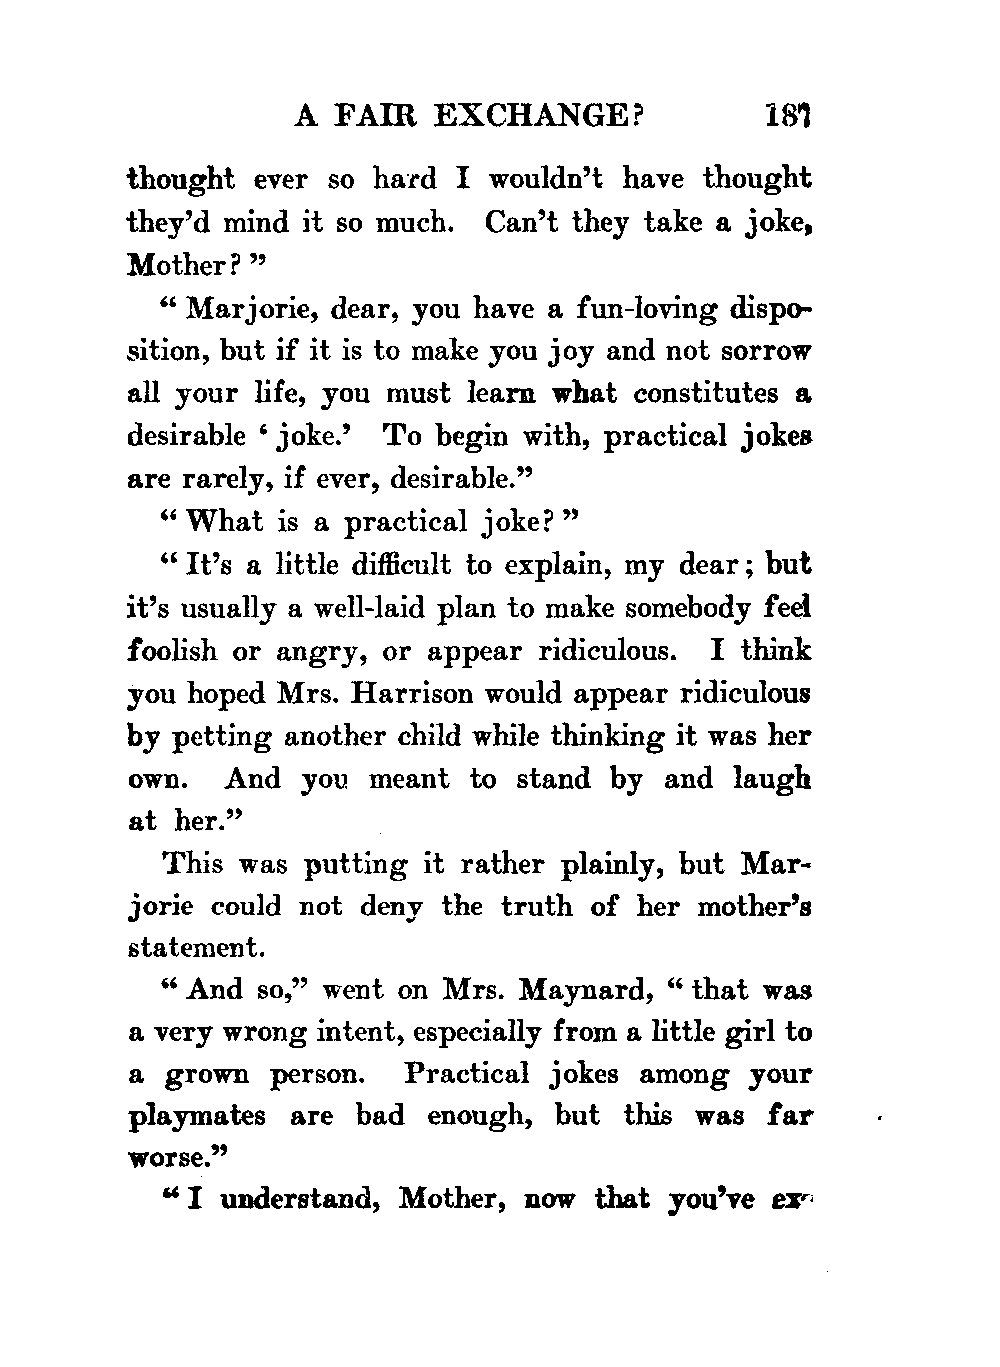 A FAIR EXCHANGE? 187
thought ever so hard I wouldn't have thought
they'd mind it so much. Can't they take a joke,
Mother?"
"Marjorie, dear, you have a fun-loving dispo-
sition, but if it is to make you joy and not sorrow
all your life, you must learn what constitutes a
desirable 'joke.' To begin with, practical jokes
are rarely, if ever, desirable."
"What is a practical joke?"
"It's a little difficult to explain, my dear; but
it's usually a well-laid plan to make somebody feel
foolish or angry, or appear ridiculous. I think
you hoped Mrs. Harrison would appear ridiculous
by petting another child while thinking it was her
own. And you meant to stand by and laugh
at her."
This was putting it rather plainly, but Mar-
jorie could not deny the truth of her mother's
statement.
"And so," went on Mrs. Maynard, "that was
a very wrong intent, especially from a little girl to
a grown person. Practical jokes among your
playmates are bad enough, but this was far
worse."
"I understand, Mother, now that you've ex-